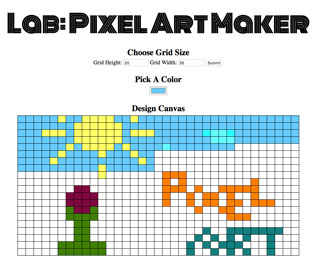 Lab: Pixel Art Maker
Choose Grid Size
Grid Height: 20 Grid Width: 36 Submit
Pick A Color
Design Canvas
Pixel
ART